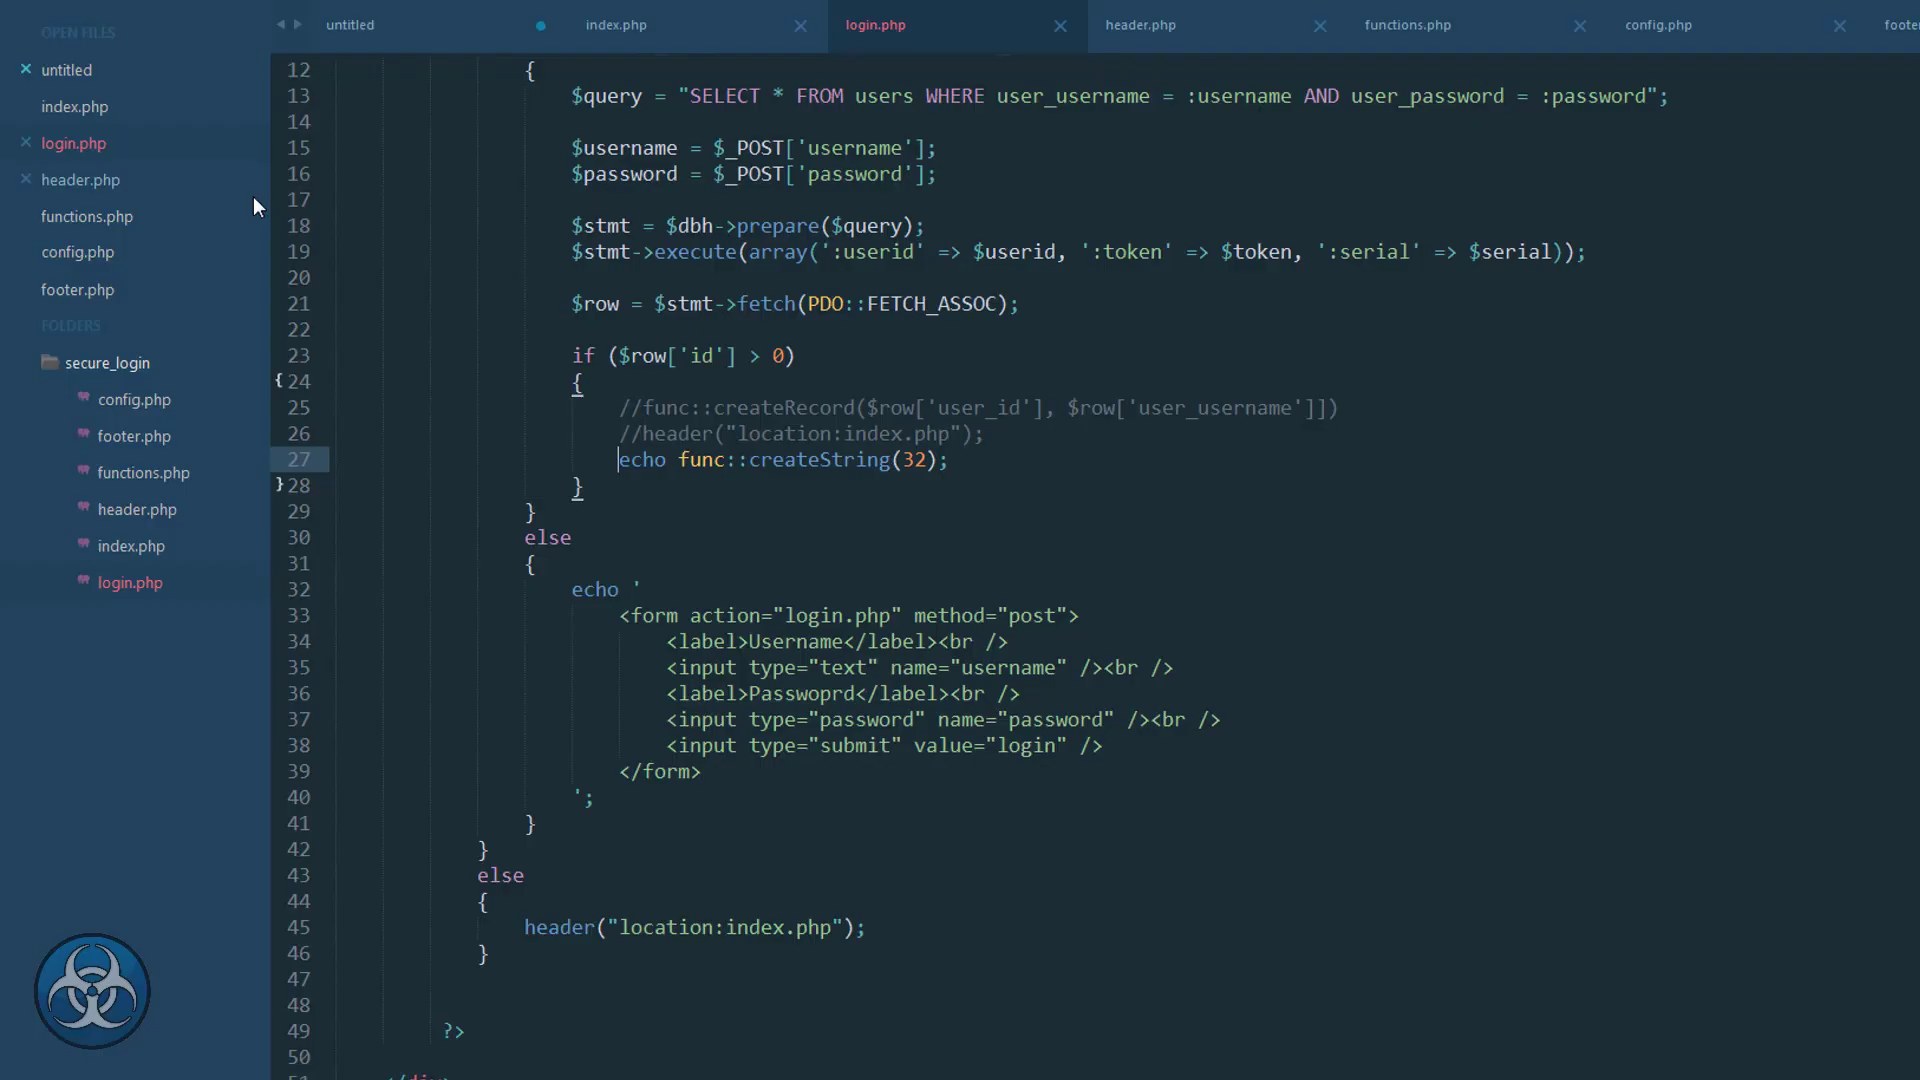 OPEN FILES
untitled
index.php
login.php
header.php
functions.php
config.php
footer.php
FOLDERS
secure_login
config.php
footer.php
functions.php
header.php
index.php
login.php
untitled index.php login.php header.php functions.php config.php
12 {
13 $query = "SELECT * FROM users WHERE user_username = :username AND user_password = :password";
14
15 $username = $_POST['username'];
16 $password = $_POST['password'];
17
18 $stmt = $dbh->prepare($query);
19 $stmt->execute(array(':userid' => $userid, ':token' => $token, ':serial' => $serial));
20
21 $row = $stmt->fetch(PDO::FETCH_ASSOC);
22
23 if ($row['id'] > 0)
{ 24 {
25 //func::createRecord($row['user_id'], $row['user_username']])
26 //header("location:index.php");
27 echo func::createString(32);
} 28 }
29 }
30 else
31 {
32 echo '
33 <form action="login.php" method="post">
34 <label>Username</label><br />
35 <input type="text" name="username" /><br />
36 <label>Passwoprd</label><br />
37 <input type="password" name="password" /><br />
38 <input type="submit" value="login" />
39 </form>
40 ';
41 }
42 }
43 else
44 {
45 header("location:index.php");
46 }
47
48
49 ?>
50